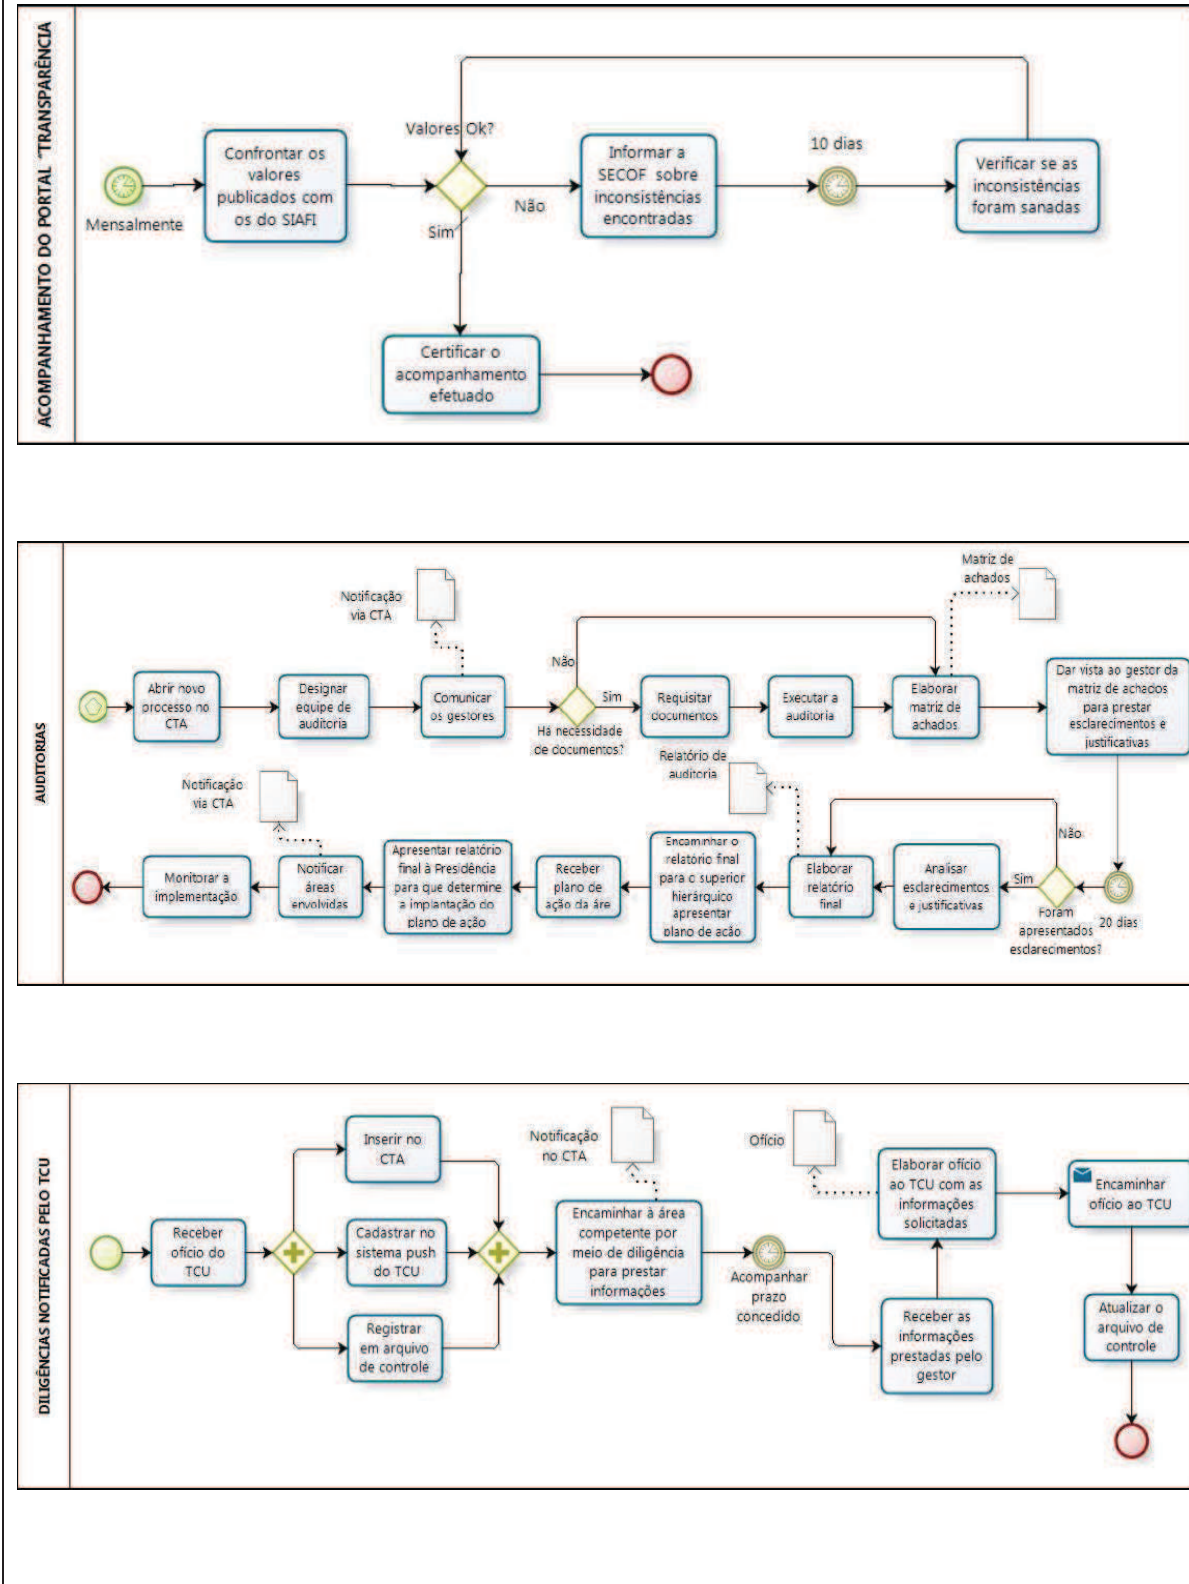 ACOMPANHAMENTO DO PORTAL "TRANSPARÊNCIA
Mensalmente
Confrontar os
valores
publicados com
os do SIAFI
Valores Ok?
Não
Sim
Informar a
SECOF sobre
inconsistências
encontradas
10 dias
Verificar se as
inconsistências
foram sanadas
Certificar o
acompanhamento
efetuado
AUDITORIAS
Abrir novo
processo no
CTA
Designar
equipe de
auditoria
Notificação
via CTA
Comunicar
os gestores
Não
Sim
Há necessidade
de documentos?
Requisitar
documentos
Executar a
auditoria
Matriz de
achados
Elaborar
matriz de
achados
Dar vista ao gestor da
matriz de achados
para prestar
esclarecimentos e
justificativas
20 dias
Não
Sim
Foram
apresentados
esclarecimentos?
Analisar
esclarecimentos
e justificativas
Relatório de
auditoria
Elaborar
relatório
final
Encaminhar o
relatório final
para o superior
hierárquico
apresentar
plano de ação
Receber
plano de
ação da áre
Apresentar relatório
final à Presidência
para que determine
a implantação do
plano de ação
Notificação
via CTA
Notificar
áreas
envolvidas
Monitorar a
implementação
DILIGÊNCIAS NOTIFICADAS PELO TCU
Receber
ofício do
TCU
Inserir no
CTA
Cadastrar no
sistema push
do TCU
Registrar
em arquivo
de controle
Notificação
no CTA
Encaminhar à área
competente por
meio de diligência
para prestar
informações
Acompanhar
prazo
concedido
Receber as
informações
prestadas pelo
gestor
Ofício
Elaborar ofício
ao TCU com as
informações
solicitadas
Encaminhar
ofício ao TCU
Atualizar o
arquivo de
controle